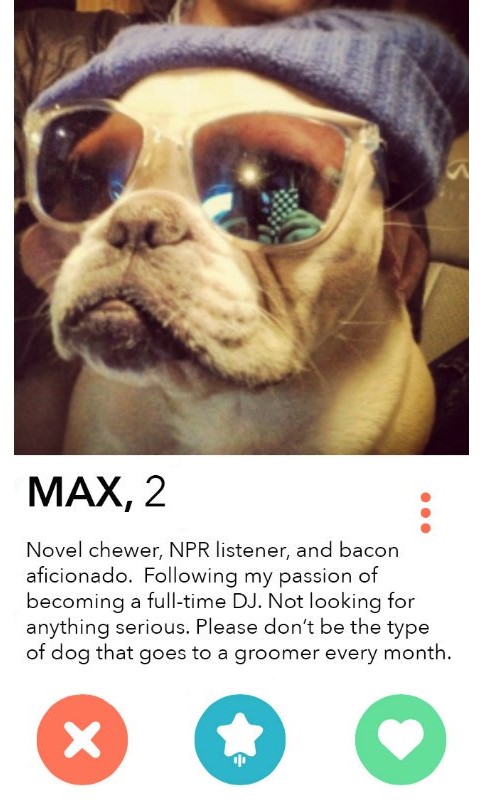 MAX, 2
Novel chewer, NPR listener, and bacon
aficionado.  Following my passion of
becoming a full-time DJ. Not looking for
anything serious. Please don't be the type
of dog that goes to a groomer every month.